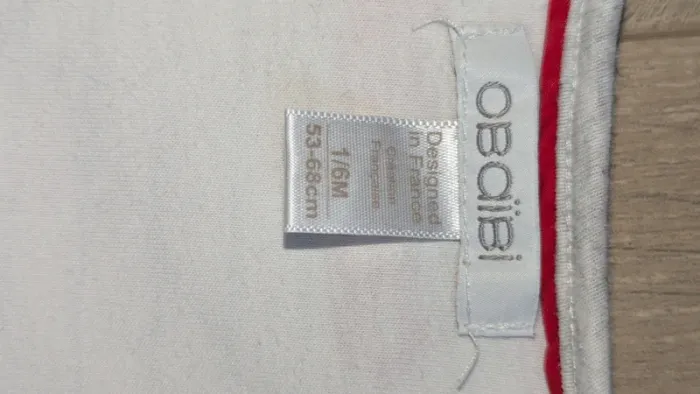 OBaïBi
Designed
in France
Création
Française
1/6M
53-68cm